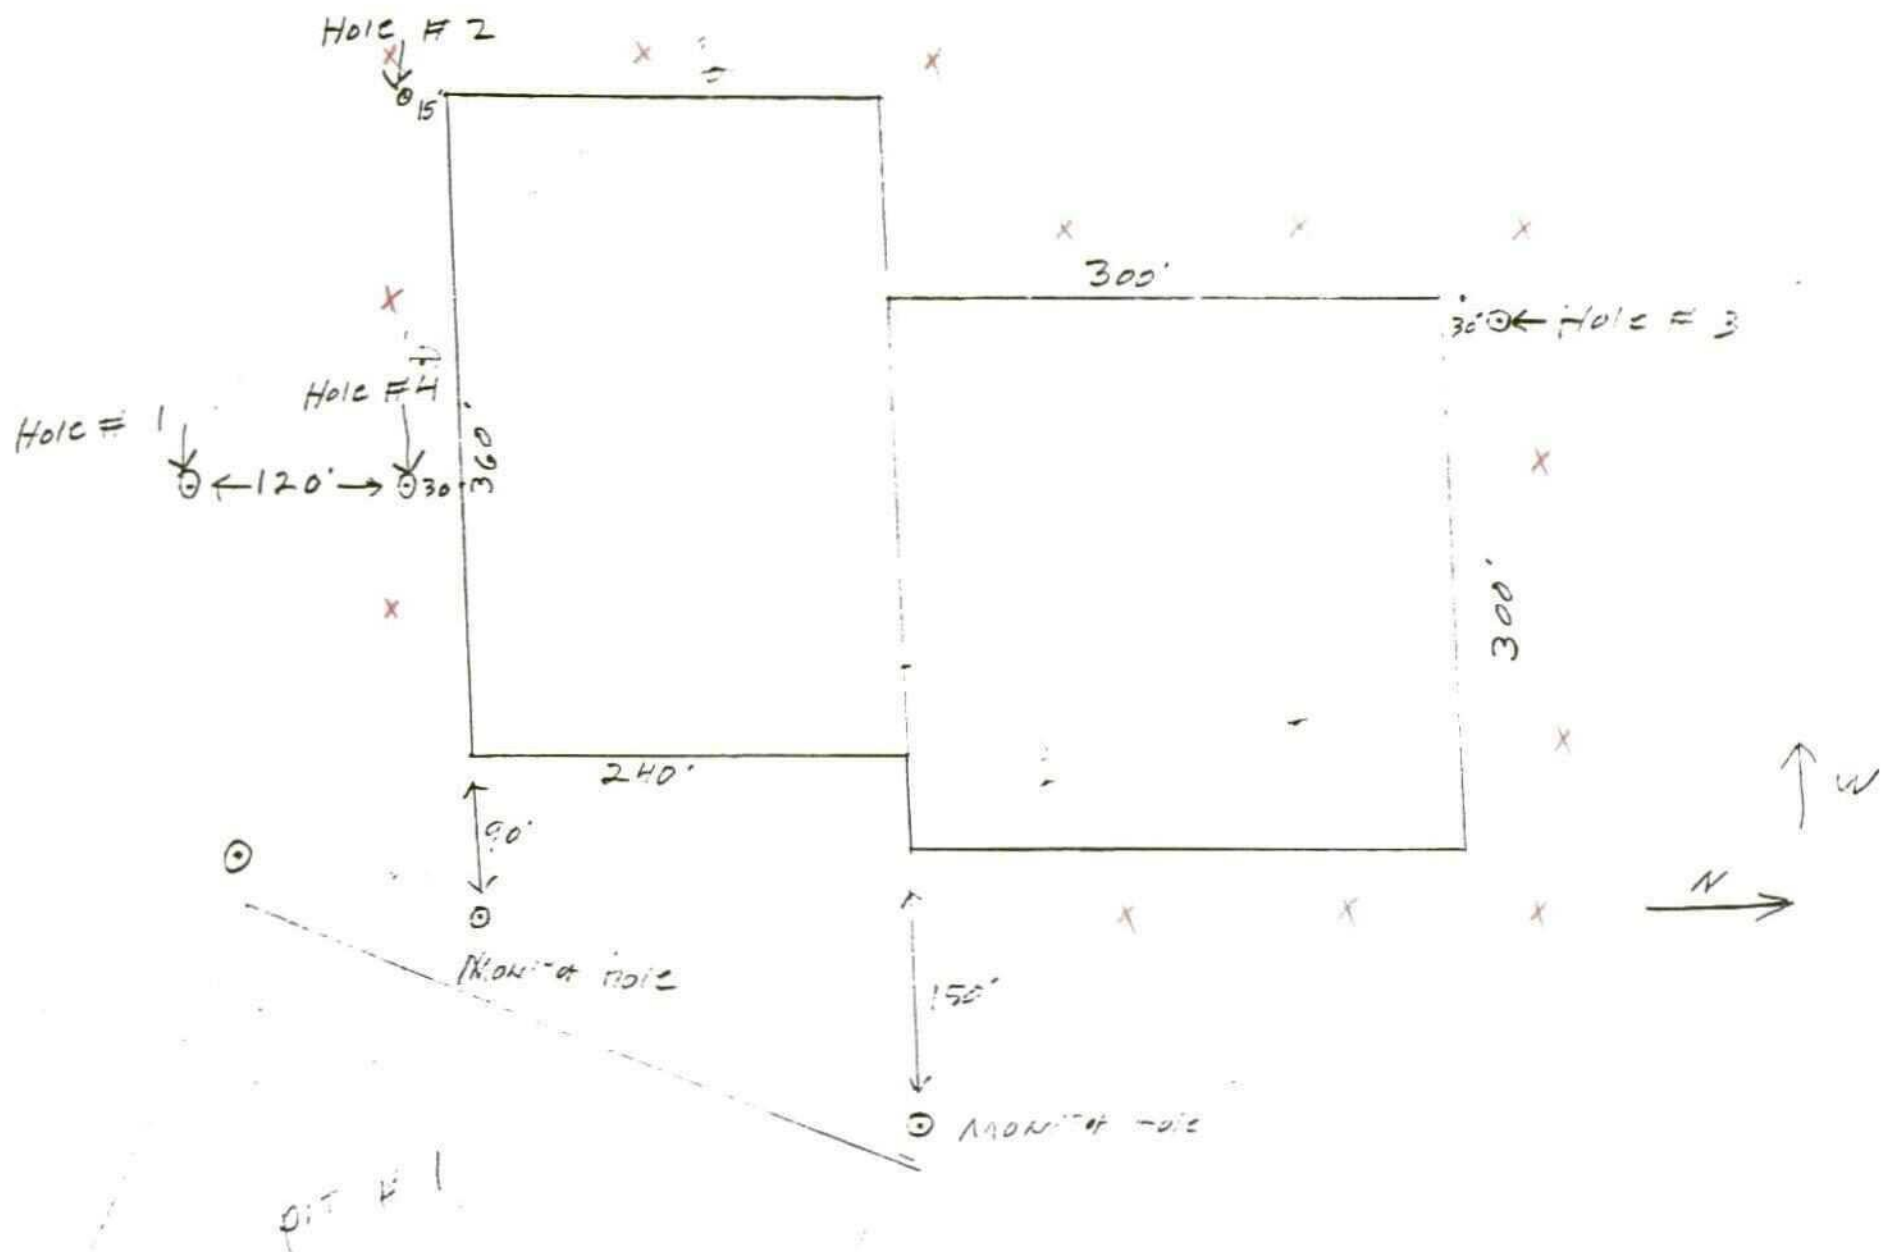 Hole # 2
15'
300'
30' Hole # 3
Hole # 4
Hole # 1
120'
30
360'
300'
240'
W
90'
N
Monitor hole
150'
Monitor hole
PIT # 1